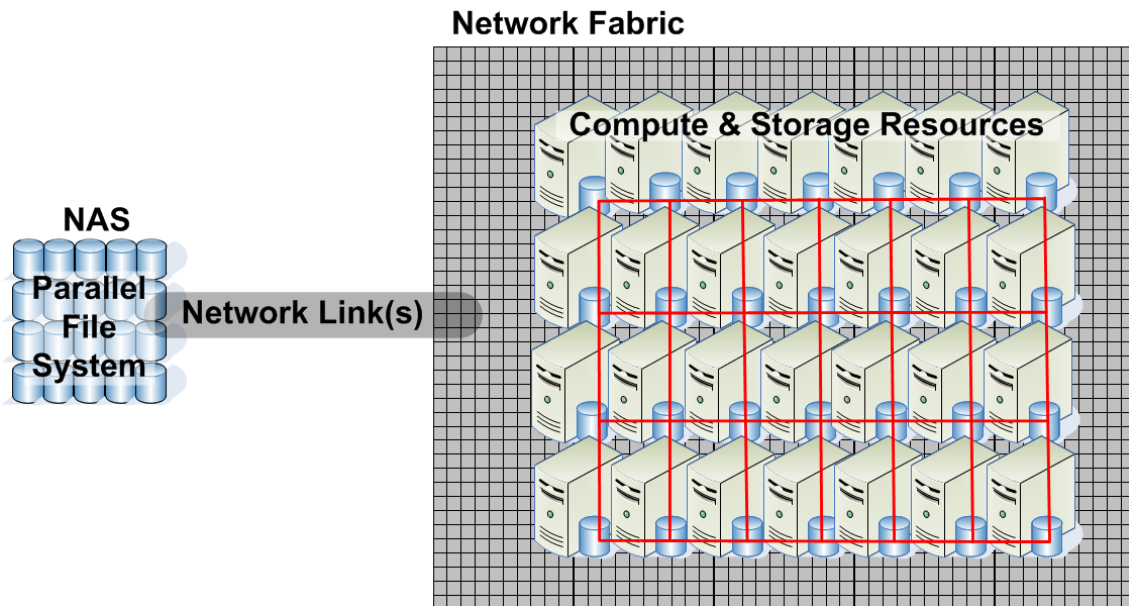 Network Fabric
Compute & Storage Resources
NAS
Parallel
File
System
Network Link(s)